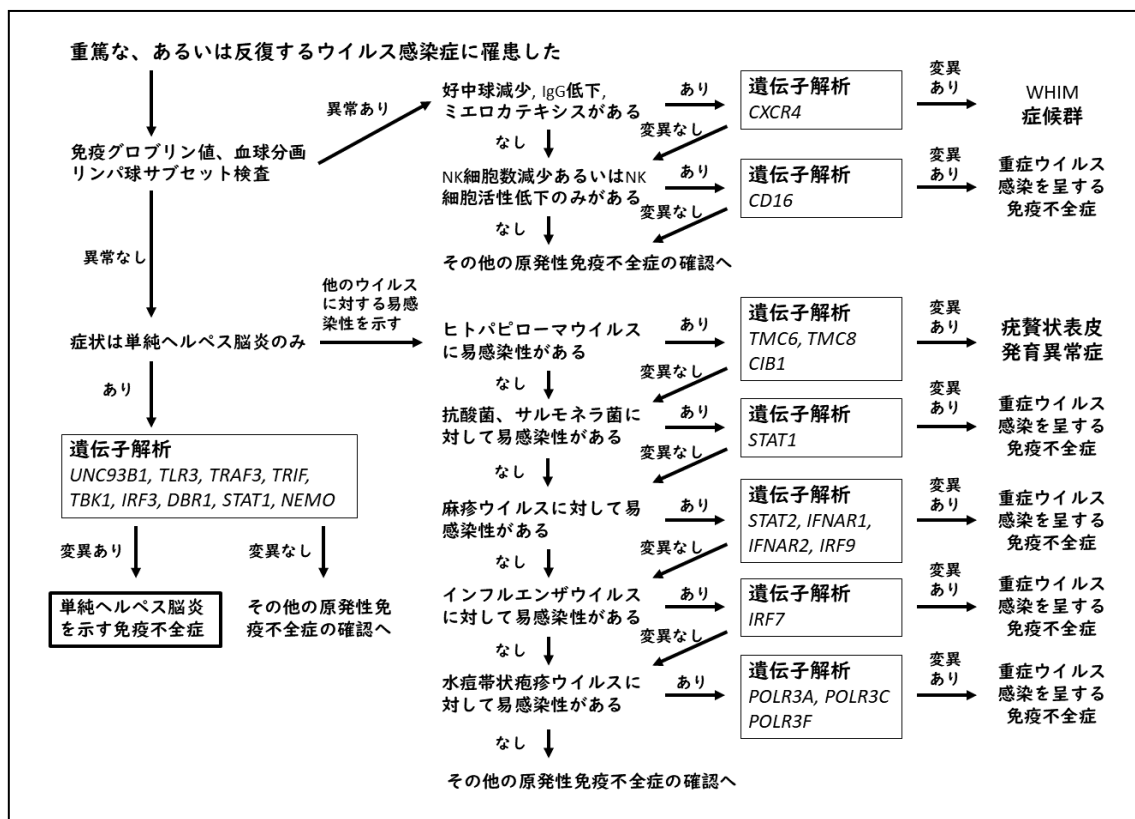 重篤な、あるいは反復するウイルス感染症に罹患した
異常あり
免疫グロブリン値、血球分画
リンパ球サブセット検査
好中球減少, IgG低下,
ミエロカテキシスがある
あり
遺伝子解析
CXCR4
変異
あり
WHIM
症候群
なし
変異なし
NK細胞数減少あるいはNK
細胞活性低下のみがある
あり
遺伝子解析
CD16
変異
あり
重症ウイルス
感染を呈する
免疫不全症
なし
変異なし
その他の原発性免疫不全症の確認へ
異常なし
症状は単純ヘルペス脳炎のみ
他のウイルス
に対する易感
染性を示す
ヒトパピローマウイルス
に易感染性がある
あり
遺伝子解析
TMC6, TMC8
CIB1
変異
あり
疣贅状表皮
発育異常症
なし
変異なし
抗酸菌、サルモネラ菌に
対して易感染性がある
あり
遺伝子解析
STAT1
変異
あり
重症ウイルス
感染を呈する
免疫不全症
なし
変異なし
麻疹ウイルスに対して易
感染性がある
あり
遺伝子解析
STAT2, IFNAR1,
IFNAR2, IRF9
変異
あり
重症ウイルス
感染を呈する
免疫不全症
なし
変異なし
インフルエンザウイルス
に対して易感染性がある
あり
遺伝子解析
IRF7
変異
あり
重症ウイルス
感染を呈する
免疫不全症
なし
変異なし
水痘帯状疱疹ウイルスに
対して易感染性がある
あり
遺伝子解析
POLR3A, POLR3C
POLR3F
変異
あり
重症ウイルス
感染を呈する
免疫不全症
なし
その他の原発性免疫不全症の確認へ
あり
遺伝子解析
UNC93B1, TLR3, TRAF3, TRIF,
TBK1, IRF3, DBR1, STAT1, NEMO
変異あり
変異なし
単純ヘルペス脳炎
を示す免疫不全症
その他の原発性免
疫不全症の確認へ